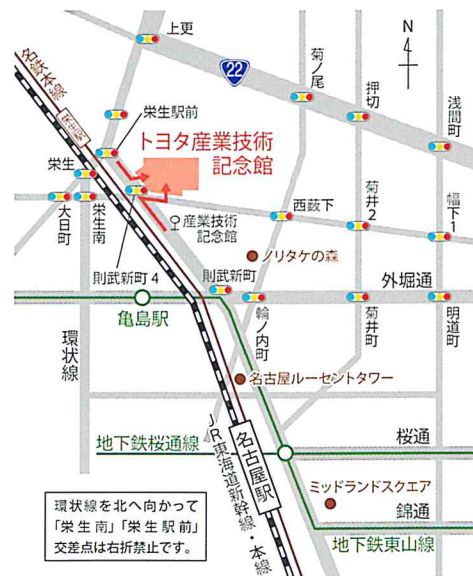 上更
22
菊ノ尾
押切
浅間町
名鉄本線
栄生駅
栄生駅前
トヨタ産業技術
記念館
栄生
大日町
栄生南
産業技術
記念館
則武新町4
西菽下
菊井2
幅下1
ノリタケの森
則武新町
外堀通
亀島駅
輪ノ内町
菊井町
明道町
環状線
名古屋ルーセントタワー
地下鉄桜通線
名古屋駅
桜通
JR東海道新幹線・本線
ミッドランドスクエア
錦通
地下鉄東山線
環状線を北へ向かって
「栄生南」「栄生駅前」
交差点は右折禁止です。